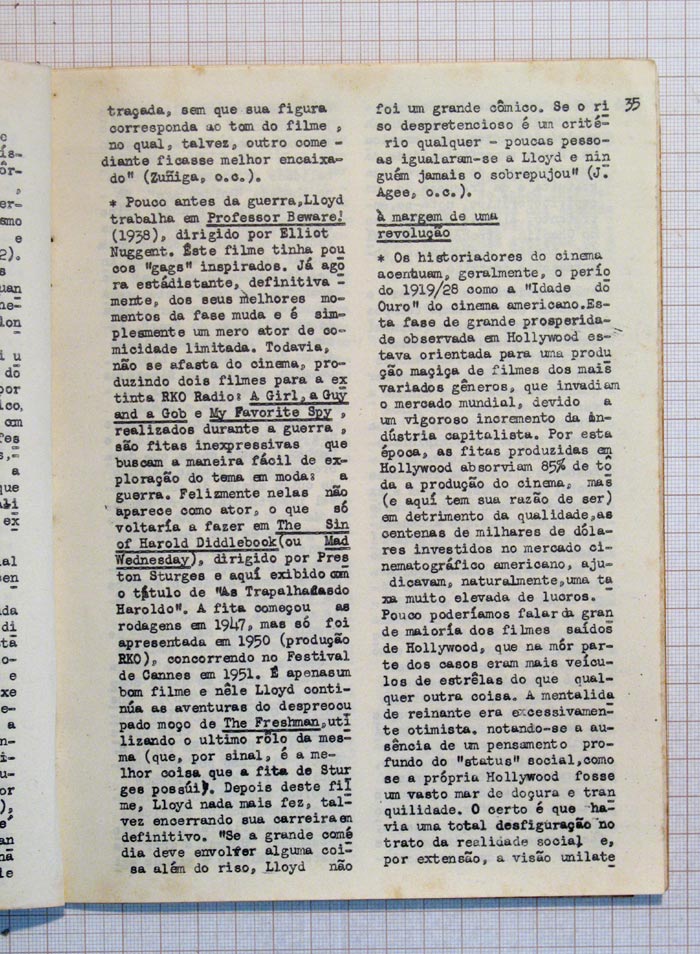 traçada, sem que sua figura
corresponda ao tom do filme ,
no qual, talvez, outro come -
diante ficasse melhor encaixa-
do" (Zuñiga, o.c.).
* Pouco antes da guerra,Lloyd
trabalha em Professor Beware!
(1938), dirigido por Elliot
Nuggent. Êste filme tinha pou
cos "gags" inspirados. Já ago
ra estádistante, definitiva -
mente, dos seus melhores mo-
mentos da fase muda e é sim-
plesmente um mero ator de co-
micidade limitada. Todavia,
não se afasta do cinema, pro-
duzindo dois filmes para a ex
tinta RKO Radio: A Girl, a Guy
and a Gob e My Favorite Spy ,
realizados durante a guerra ,
são fitas inexpressivas que
buscam a maneira fácil de ex-
ploração do tema em moda: a
guerra. Felizmente nelas não
aparece como ator, o que só
voltaría a fazer em The Sin
of Harold Diddlebook(ou Mad
Wednesday), dirigido por Pres
ton Sturges e aquí exibido com
o título de "As Trapalhadasdo
Haroldo". A fita começou as
rodagens em 1947, mas só foi
apresentada em 1950 (produção
RKO), concorrendo no Festival
de Cannes em 1951. É apenasum
bom filme e nêle Lloyd conti-
núa as aventuras do despreocu
pado moço de The Freshman,uti
lizando o ultimo rôlo da mes-
ma (que, por sinal, é a me-
lhor coisa que a fita de Stur
ges possúi). Depois deste fil
me, Lloyd nada mais fez, tal-
vez encerrando sua carreiraem
definitivo. "Se a grande comé
dia deve envolver alguma coi-
sa além do riso, Lloyd não
35
foi um grande cômico. Se o ri
so despretencioso é um crité-
rio qualquer - poucas pesso-
as igualaram-se a Lloyd e nin
guém jamais o sobrepujou" (J.
Agee, o.c.).
à margem de uma
revolução
* Os historiadores do cinema
acentuam, geralmente, o perío
do 1919/28 como a "Idade do
Ouro" do cinema americano.Es-
ta fase de grande prosperida-
de observada em Hollywood es-
tava orientada para uma produ
ção maçiça de filmes dos mais
variados gêneros, que invadiam
o mercado mundial, devido a
um vigoroso incremento da in-
dústria capitalista. Por esta
época, as fitas produzidas em
Hollywood absorviam 85% de tô
da a produção do cinema, mas
(e aquí tem sua razão de ser)
em detrimento da qualidade,as
centenas de milhares de dóla-
res investidos no mercado ci-
nematográfico americano, aju-
dicavam, naturalmente,uma ta
xa muito elevada de lucros.
Pouco poderíamos falar da gran
de maioria dos filmes saídos
de Hollywood, que na mór par-
te dos casos eram mais veícu-
los de estrêlas do que qual-
quer outra coisa. A mentalida
de reinante era excessivamen-
te otimista. notando-se a au-
sência de um pensamento pro-
fundo do "status" social,como
se a própria Hollywood fosse
um vasto mar de doçura e tran
quilidade. O certo é que ha-
via uma total desfiguração no
trato da realidade social e,
por extensão, a visão unilate